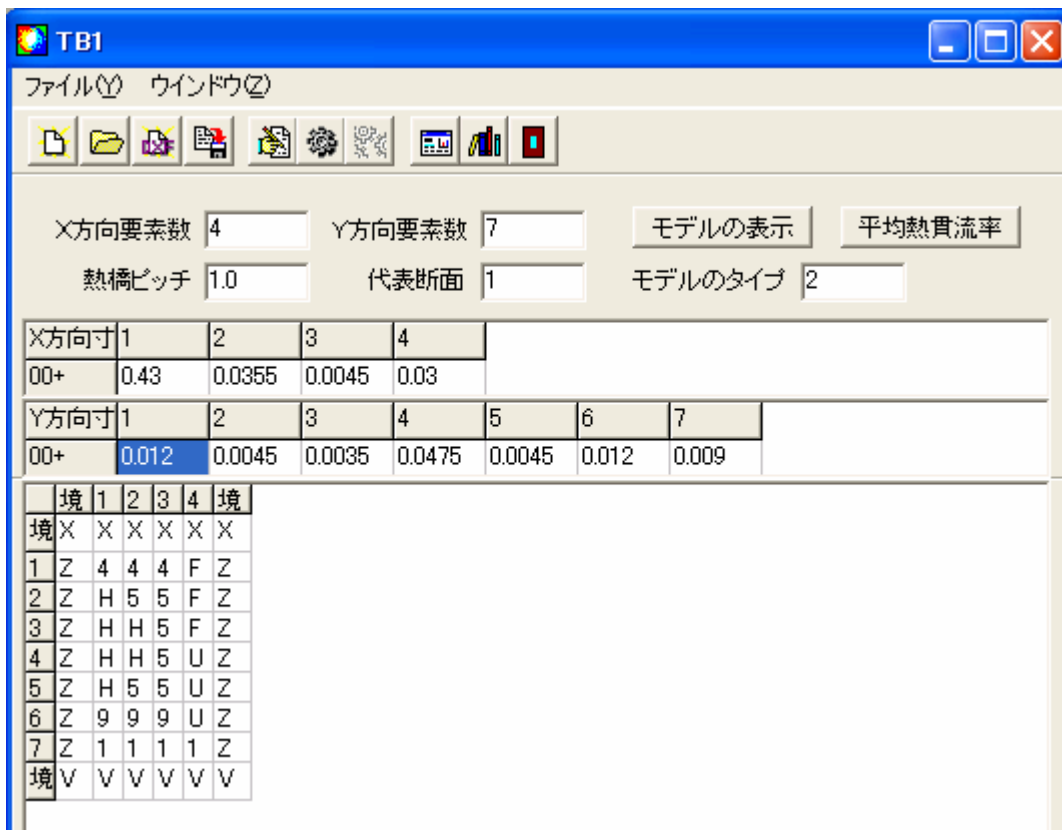 TB1
ファイル(Y) ウインドウ(Z)
X方向要素数 4 Y方向要素数 7 モデルの表示 平均熱貫流率
熱橋ピッチ 1.0 代表断面 1 モデルのタイプ 2
X方向寸 1 2 3 4
00+ 0.43 0.0355 0.0045 0.03
Y方向寸 1 2 3 4 5 6 7
00+ 0.012 0.0045 0.0035 0.0475 0.0045 0.012 0.009
境 1 2 3 4 境
境 X X X X X X
1 Z 4 4 4 F Z
2 Z H 5 5 F Z
3 Z H H 5 F Z
4 Z H H 5 U Z
5 Z H 5 5 U Z
6 Z 9 9 9 U Z
7 Z 1 1 1 1 Z
境 V V V V V V